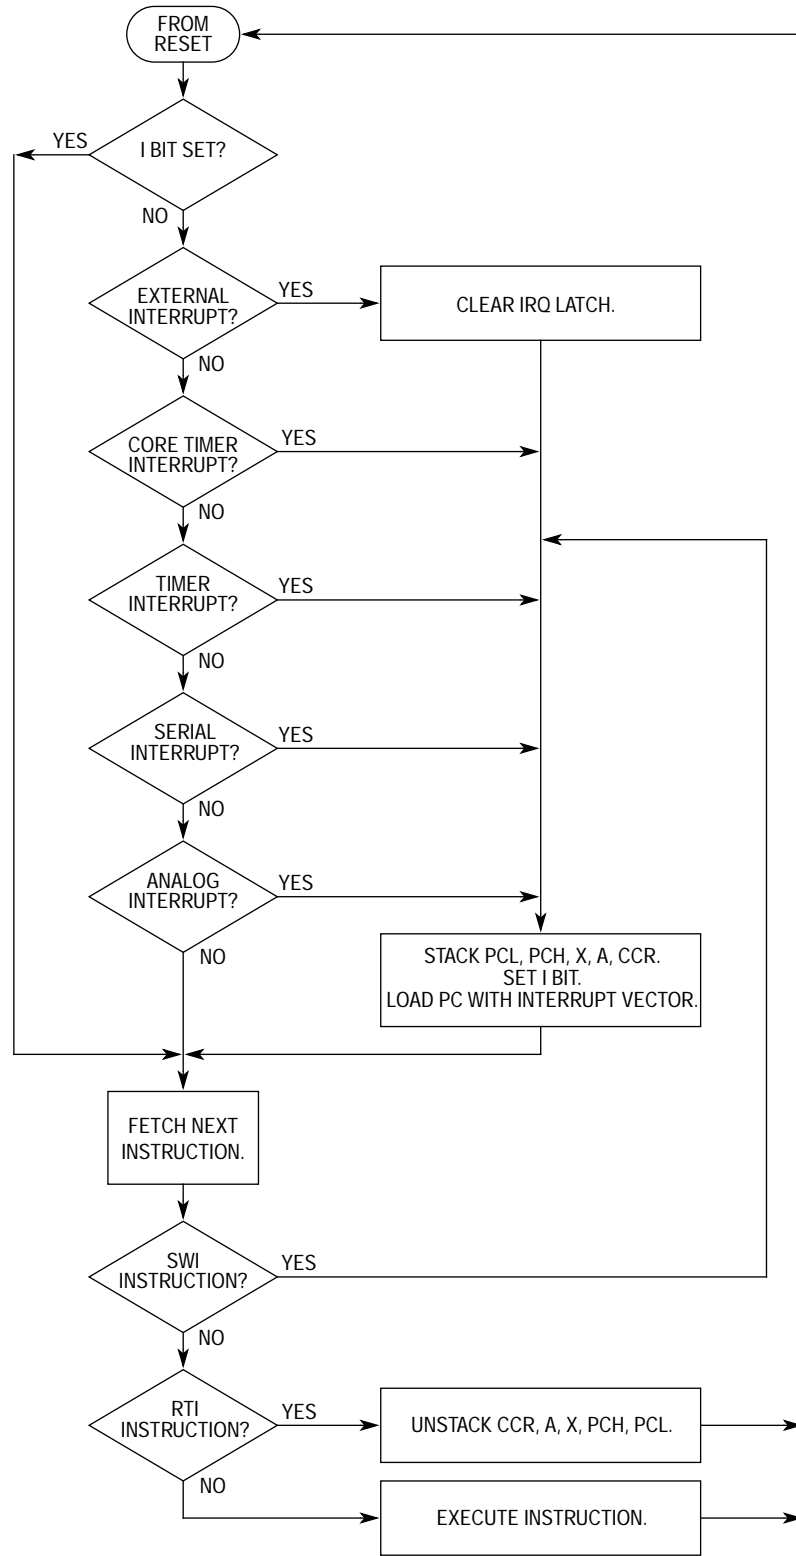 FROM
RESET
YES
I BIT SET?
NO
EXTERNAL
INTERRUPT?
YES
CLEAR IRQ LATCH.
NO
CORE TIMER
INTERRUPT?
YES
NO
TIMER
INTERRUPT?
YES
NO
SERIAL
INTERRUPT?
YES
NO
ANALOG
INTERRUPT?
YES
NO
STACK PCL, PCH, X, A, CCR.
SET I BIT.
LOAD PC WITH INTERRUPT VECTOR.
FETCH NEXT
INSTRUCTION.
SWI
INSTRUCTION?
YES
NO
RTI
INSTRUCTION?
YES
UNSTACK CCR, A, X, PCH, PCL.
NO
EXECUTE INSTRUCTION.